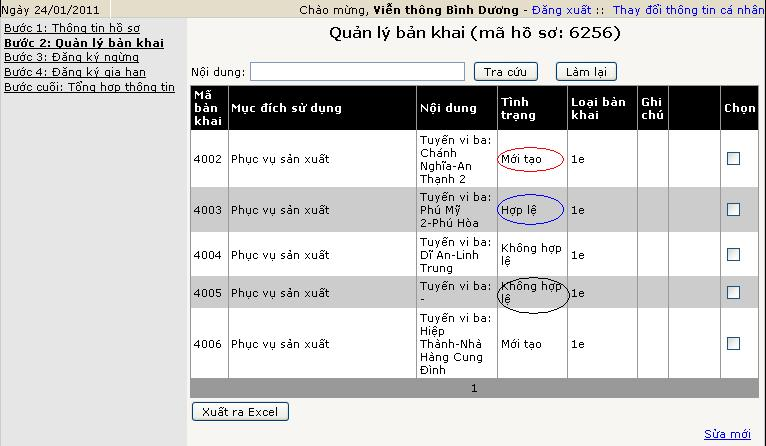 Ngày 24/01/2011
Chào mừng, Viễn thông Bình Dương - Đăng xuất :: Thay đổi thông tin cá nhân
Bước 1: Thông tin hồ sơ
Bước 2: Quản lý bản khai
Bước 3: Đăng ký ngừng
Bước 4: Đăng ký gia hạn
Bước cuối: Tổng hợp thông tin
Quản lý bản khai (mã hồ sơ: 6256)
Nội dung: Tra cứu Làm lại
Mã bản khai Mục đích sử dụng Nội dung Tình trạng Loại bản khai Ghi chú Chọn
4002 Phục vụ sản xuất Tuyến vi ba: Chánh Nghĩa-An Thạnh 2 Mới tạo 1e
4003 Phục vụ sản xuất Tuyến vi ba: Phú Mỹ 2-Phú Hòa Hợp lệ 1e
4004 Phục vụ sản xuất Tuyến vi ba: Dĩ An-Linh Trung Không hợp lệ 1e
4005 Phục vụ sản xuất Tuyến vi ba: - Không hợp lệ 1e
4006 Phục vụ sản xuất Tuyến vi ba: Hiệp Thành-Nhà Hàng Cung Đình Mới tạo 1e
1
Xuất ra Excel
Sửa mới